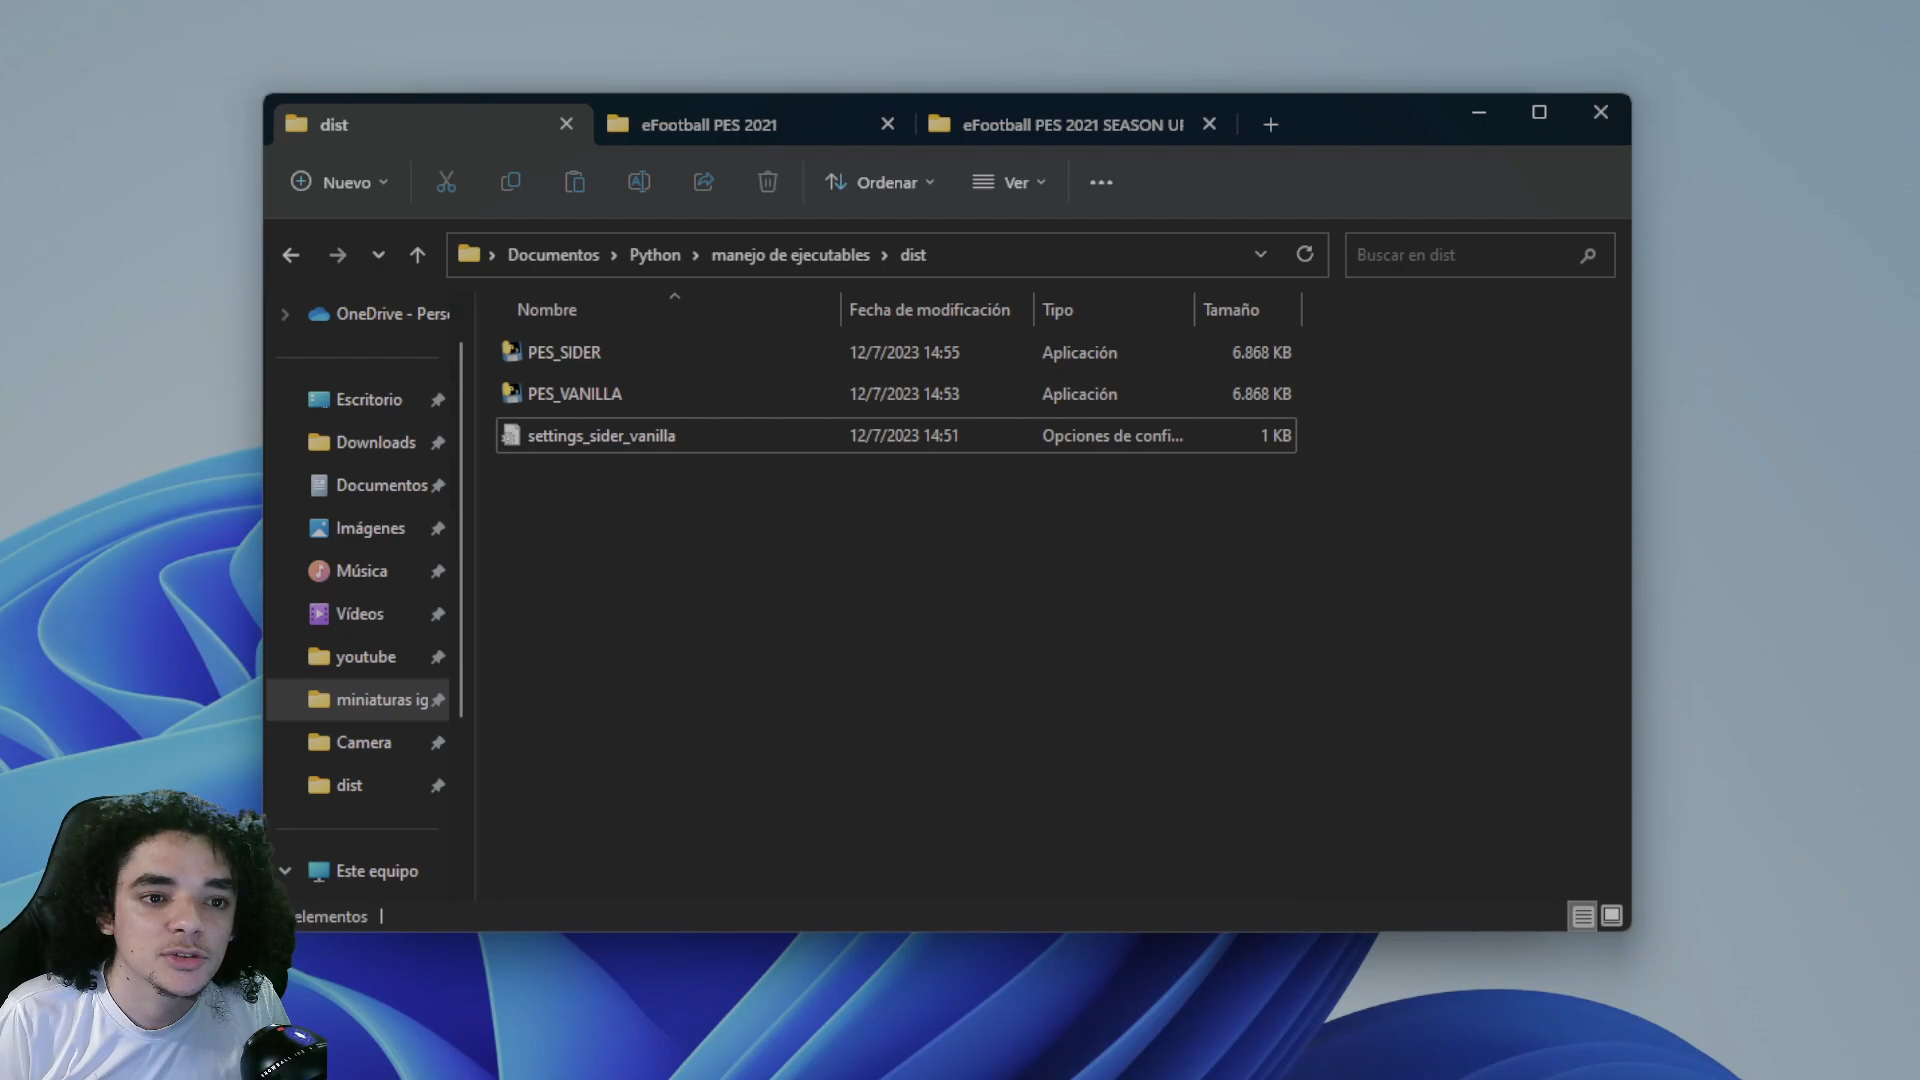 dist
eFootball PES 2021
eFootball PES 2021 SEASON UI
Nuevo
Ordenar
Ver
Documentos > Python > manejo de ejecutables > dist
Buscar en dist
Nombre
Fecha de modificación
Tipo
Tamaño
PES_SIDER
12/7/2023 14:55
Aplicación
6.868 KB
PES_VANILLA
12/7/2023 14:53
Aplicación
6.868 KB
settings_sider_vanilla
12/7/2023 14:51
Opciones de confi...
1 KB
OneDrive - Pers
Escritorio
Downloads
Documentos
Imágenes
Música
Vídeos
youtube
miniaturas ig
Camera
dist
Este equipo
elementos